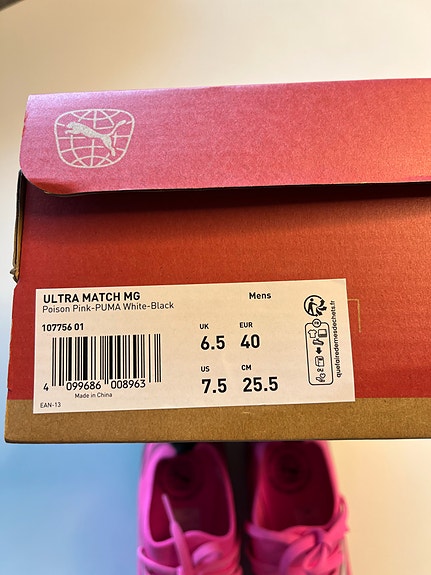 ULTRA MATCH MG
Mens
Poison Pink-PUMA White-Black
107756 01
UK
6.5
EUR
40
US
7.5
CM
25.5
4 099686 008963
Made in China
EAN-13
quefairedemesdechets.fr